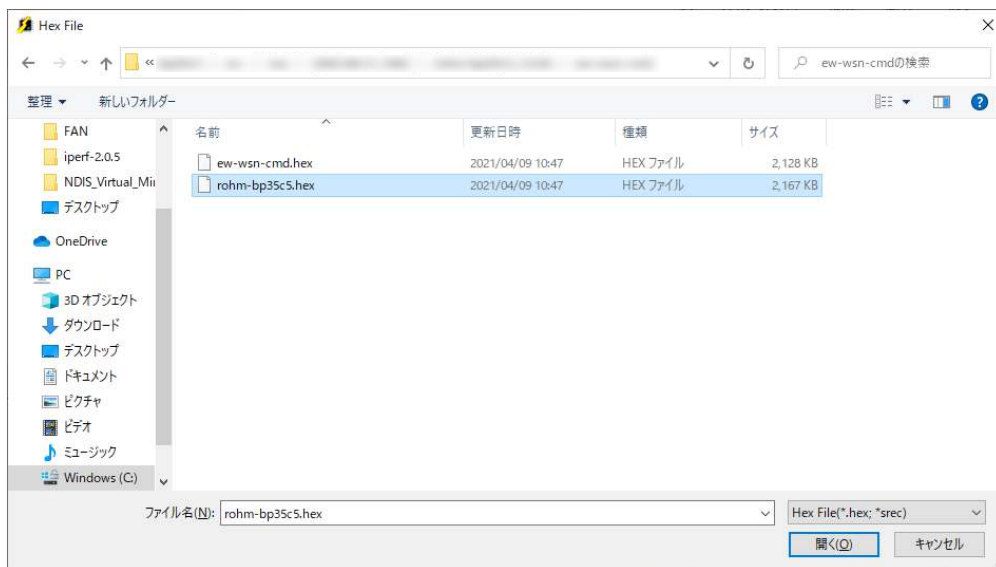 Hex File
«
ew-wsn-cmdの検索
整理 新しいフォルダー
名前 更新日時 種類 サイズ
FAN
iperf-2.0.5
NDIS_Virtual_Mi
デスクトップ
OneDrive
PC
3D オブジェクト
ダウンロード
デスクトップ
ドキュメント
ピクチャ
ビデオ
ミュージック
Windows (C:)
ew-wsn-cmd.hex 2021/04/09 10:47 HEX ファイル 2,128 KB
rohm-bp35c5.hex 2021/04/09 10:47 HEX ファイル 2,167 KB
ファイル名(N): rohm-bp35c5.hex Hex File(*.hex; *srec)
開く(O) キャンセル